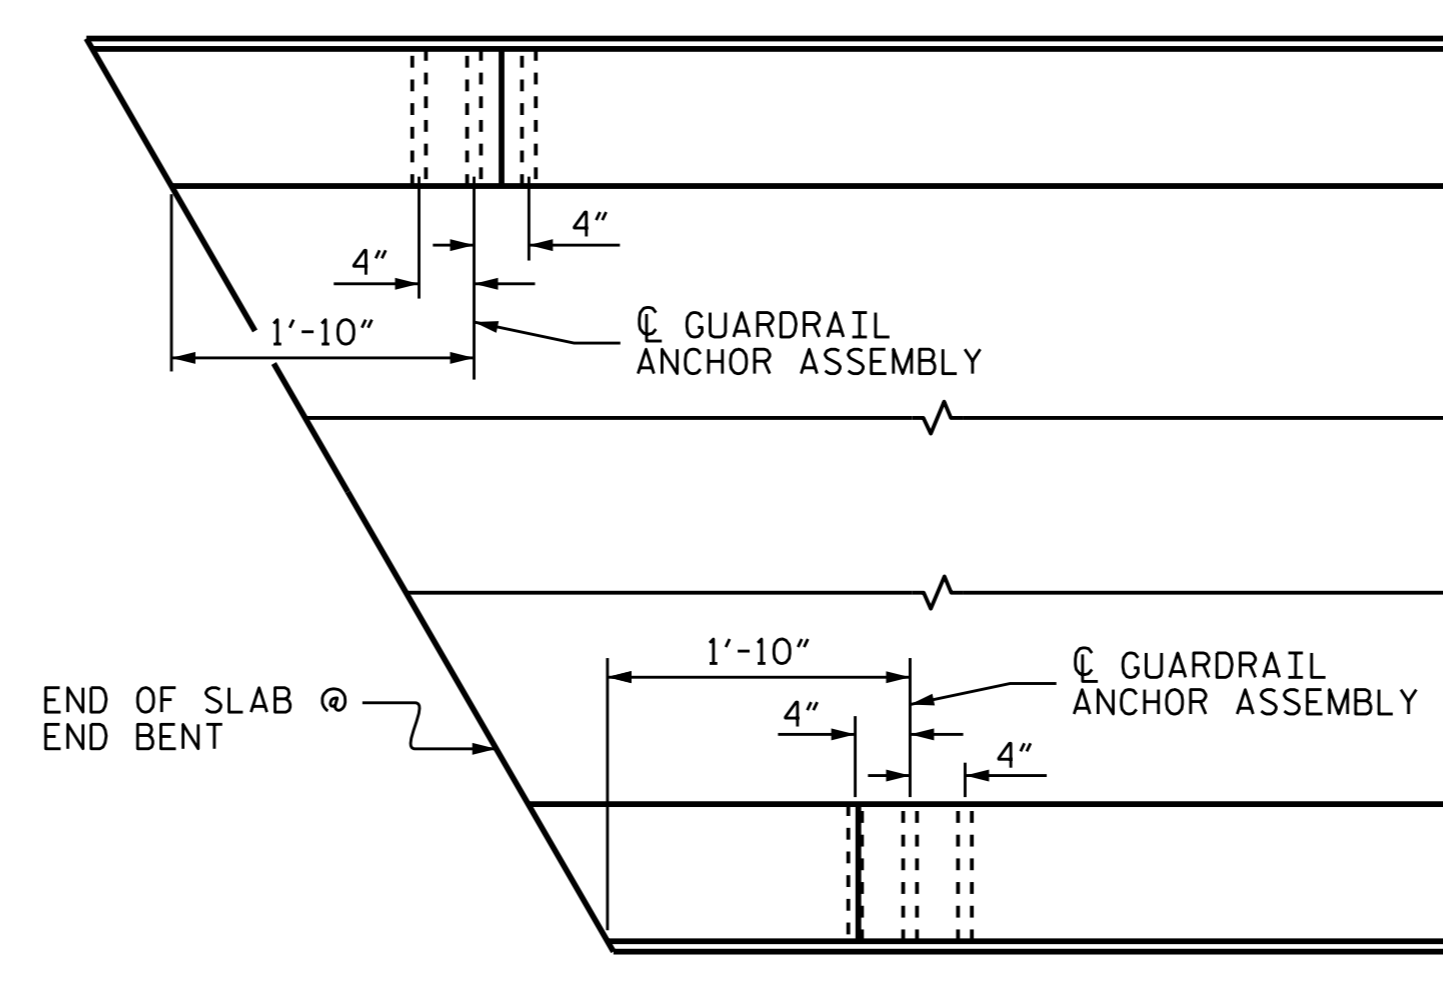 4″
4″
1′-10″
℄ GUARDRAIL
ANCHOR ASSEMBLY
1′-10″
℄ GUARDRAIL
ANCHOR ASSEMBLY
END OF SLAB @
END BENT
4″
4″